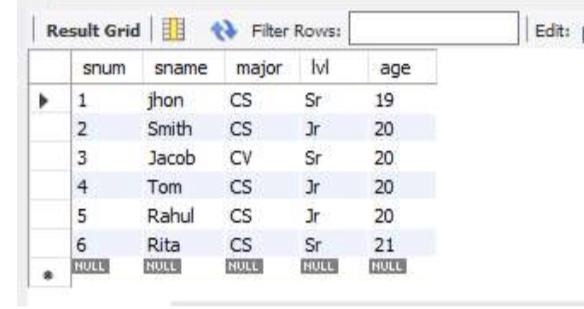 Result Grid Filter Rows: Edit:
snum sname major lvl age
1 jhon CS Sr 19
2 Smith CS Jr 20
3 Jacob CV Sr 20
4 Tom CS Jr 20
5 Rahul CS Jr 20
6 Rita CS Sr 21
NULL NULL NULL NULL NULL